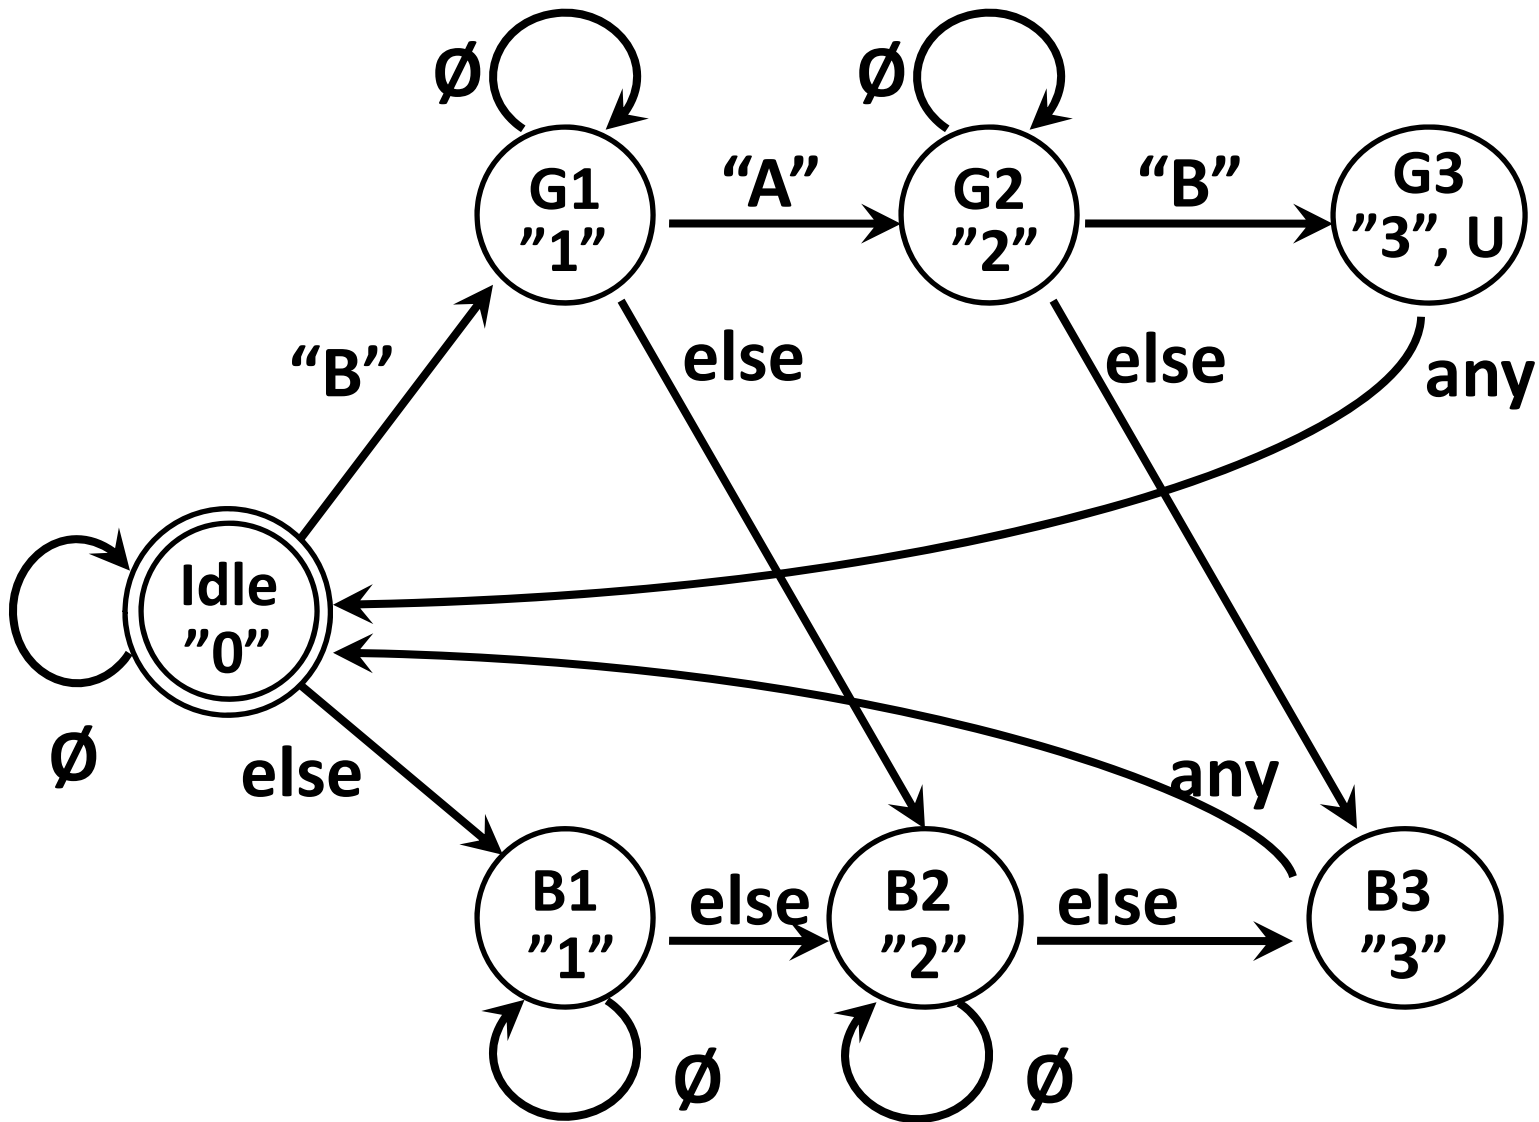 Ø
Ø
G1
”1”
“A”
G2
”2”
“B”
G3
”3”, U
“B”
else
else
any
Idle
”0”
Ø
else
any
B1
”1”
else
B2
”2”
else
B3
”3”
Ø
Ø